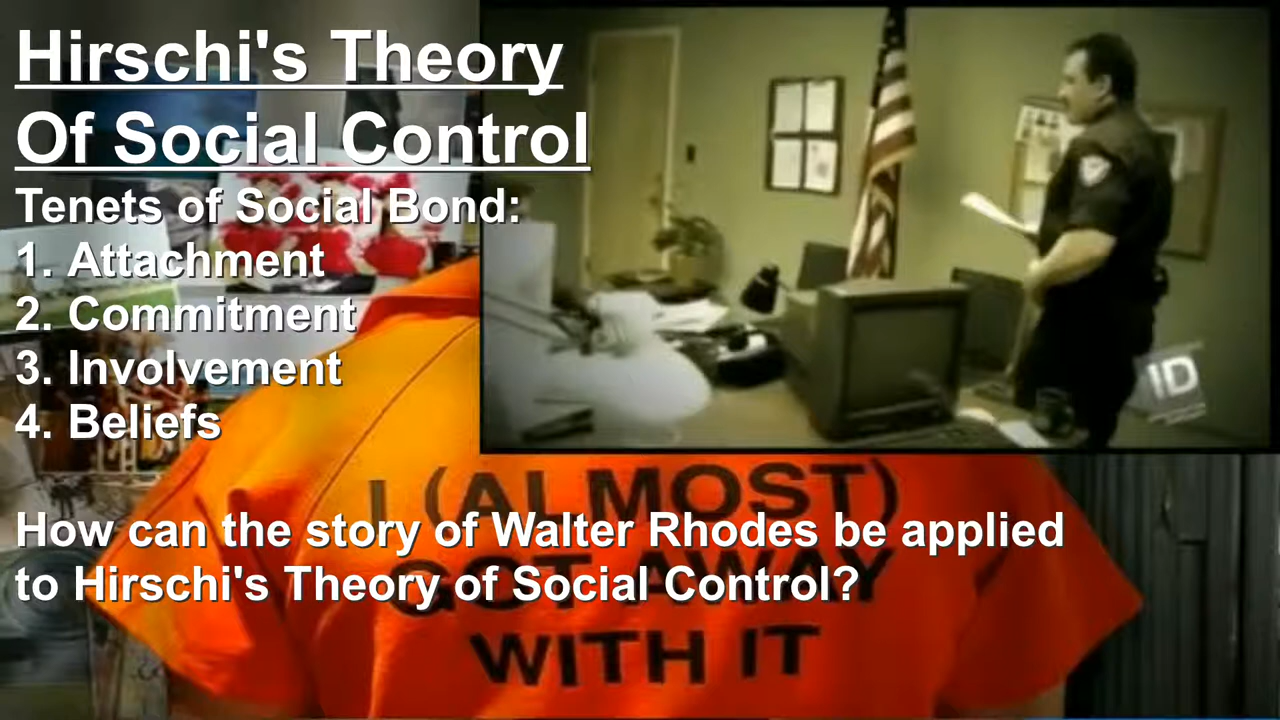 Hirschi's Theory
Of Social Control
Tenets of Social Bond:
1. Attachment
2. Commitment
3. Involvement
4. Beliefs
ID
I (ALMOST)
How can the story of Walter Rhodes be applied
to Hirschi's Theory of Social Control?
GOT AWAY
WITH IT